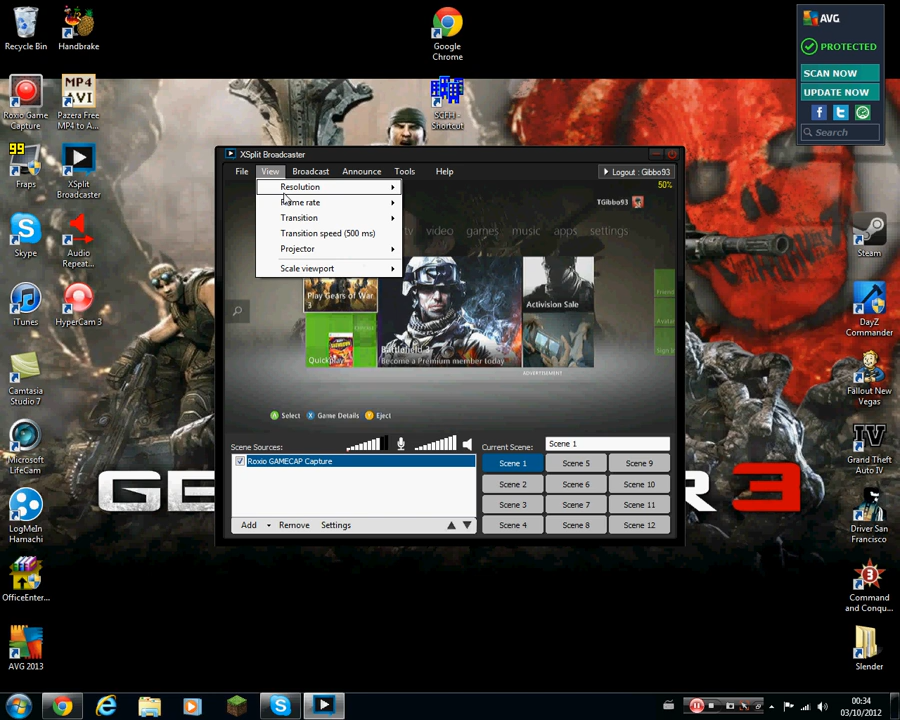 Recycle Bin
Handbrake
Google
Chrome
AVG
PROTECTED
SCAN NOW
UPDATE NOW
Search
Roxio Game
Capture
MP4
AVI
Pazera Free
MP4 to A...
SCFH -
Shortcut
99
Fraps
XSplit
Broadcaster
Skype
Audio
Repeat...
iTunes
HyperCam 3
Camtasia
Studio 7
Microsoft
LifeCam
LogMeIn
Hamachi
OfficeEnter...
AVG 2013
Steam
DayZ
Commander
Fallout New
Vegas
Grand Theft
Auto IV
Driver San
Francisco
Command
and Conqu...
Slender
XSplit Broadcaster
File View Broadcast Announce Tools Help Logout : Gibbo93
50%
Resolution
Frame rate
Transition
Transition speed (500 ms)
Projector
Scale viewport
TGibbo93
tv video games music apps settings
Play Gears of War
3
Quickplay
Battlefield 3
Become a Premium member today
Activision Sale
ADVERTISEMENT
A Select X Game Details Y Eject
Scene Sources:
Roxio GAMECAP Capture
Add Remove Settings
Current Scene: Scene 1
Scene 1 Scene 5 Scene 9
Scene 2 Scene 6 Scene 10
Scene 3 Scene 7 Scene 11
Scene 4 Scene 8 Scene 12
3
00:34
03/10/2012